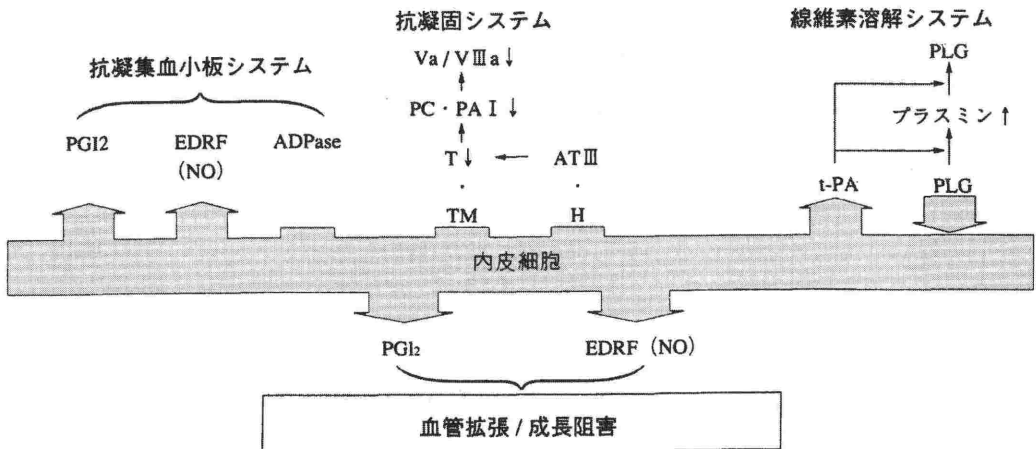 抗凝固システム
線維素溶解システム
抗凝集血小板システム
Va / VⅢa↓
PLG
PC・PAⅠ↓
プラスミン↑
PGI2
EDRF
(NO)
ADPase
T↓
ATⅢ
t-PA
PLG
TM
H
内皮細胞
PGI₂
EDRF (NO)
血管拡張 / 成長阻害